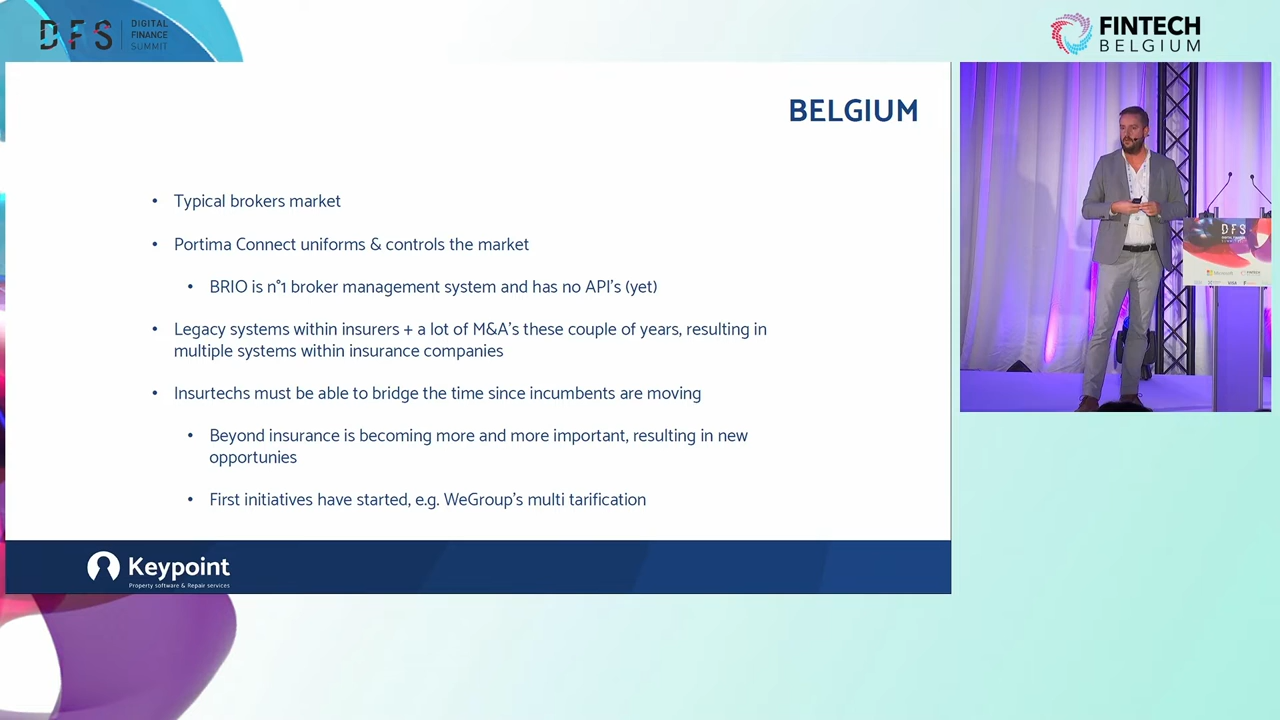 DFS
DIGITAL
FINANCE
SUMMIT
FINTECH
BELGIUM
BELGIUM
• Typical brokers market
• Portima Connect uniforms & controls the market
• BRIO is n°1 broker management system and has no API's (yet)
• Legacy systems within insurers + a lot of M&A's these couple of years, resulting in
multiple systems within insurance companies
• Insurtechs must be able to bridge the time since incumbents are moving
• Beyond insurance is becoming more and more important, resulting in new
opportunies
• First initiatives have started, e.g. WeGroup's multi tarification
Keypoint
Property software & Repair services
DFS
Microsoft